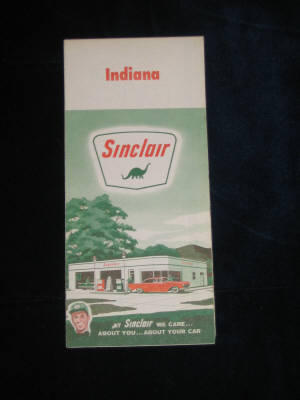 Indiana
Sinclair
AT Sinclair WE CARE...
ABOUT YOU... ABOUT YOUR CAR